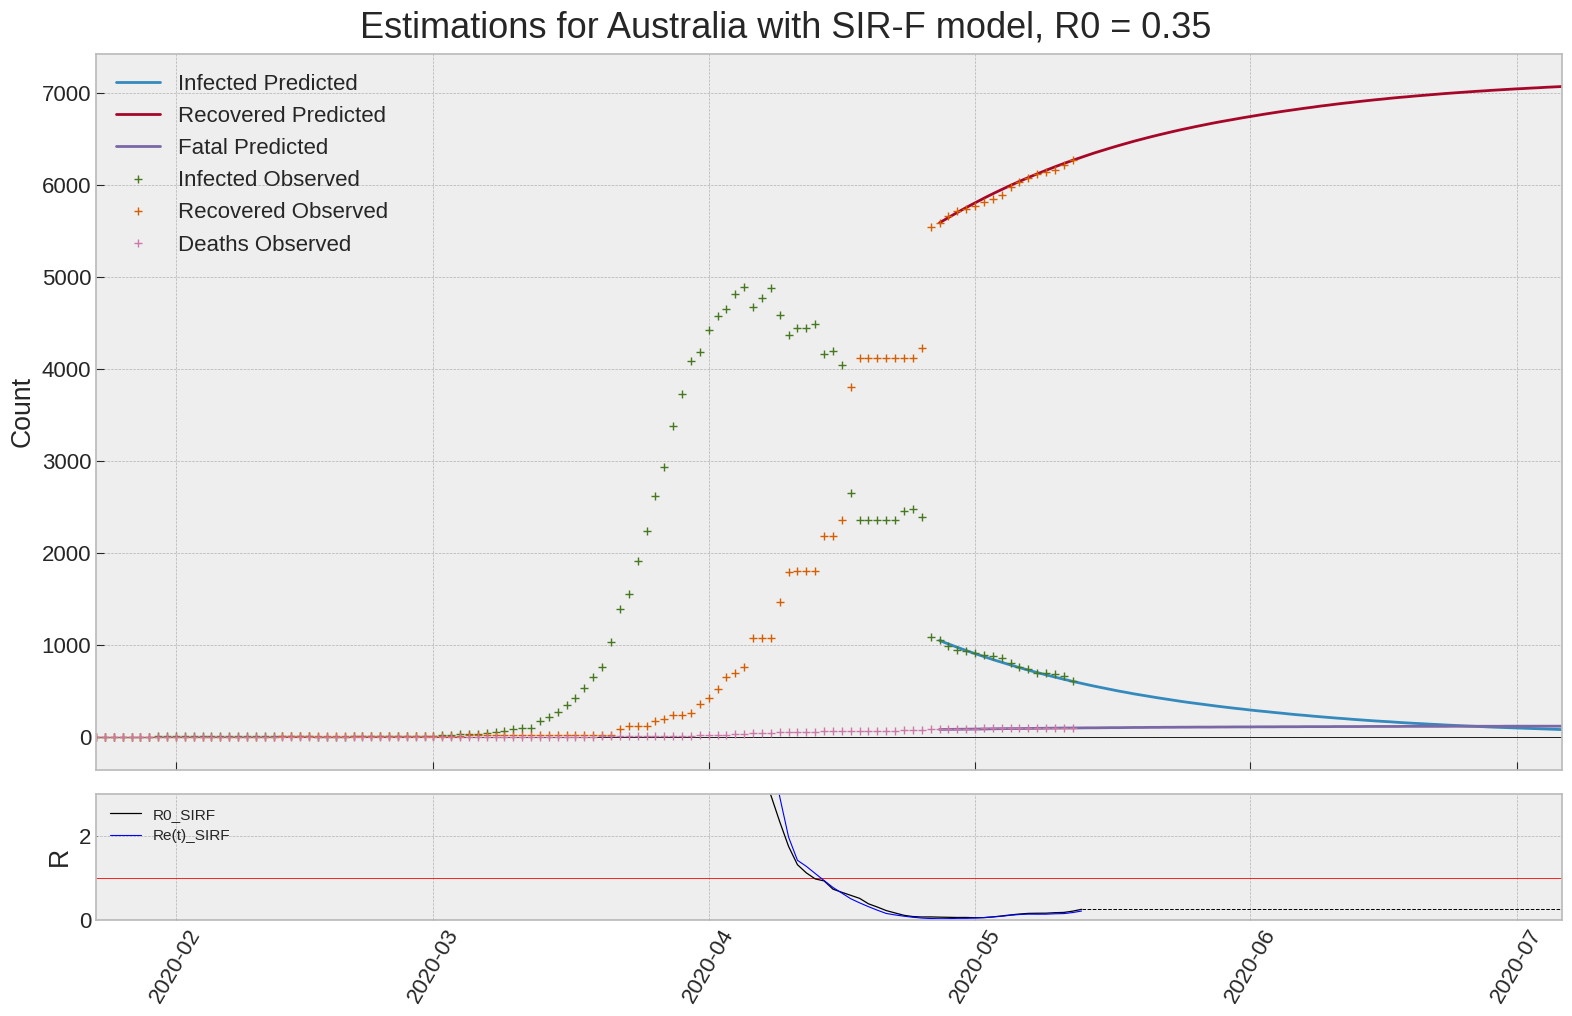 Estimations for Australia with SIR-F model, R0 = 0.35
Infected Predicted
Recovered Predicted
Fatal Predicted
Infected Observed
Recovered Observed
Deaths Observed
7000
6000
5000
4000
3000
2000
1000
0
Count
R0_SIRF
Re(t)_SIRF
2
0
R
2020-02
2020-03
2020-04
2020-05
2020-06
2020-07